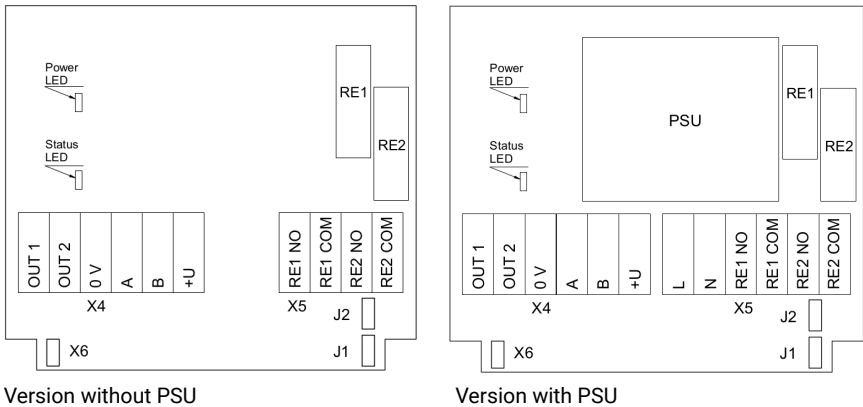 Power
LED
RE1
RE2
Status
LED
OUT 1
OUT 2
0 V
A
B
+U
RE1 NO
RE1 COM
RE2 NO
RE2 COM
X4
X5
J2
X6
J1
Version without PSU
Power
LED
PSU
RE1
RE2
Status
LED
OUT 1
OUT 2
0 V
A
B
+U
L
N
RE1 NO
RE1 COM
RE2 NO
RE2 COM
X4
X5
J2
X6
J1
Version with PSU